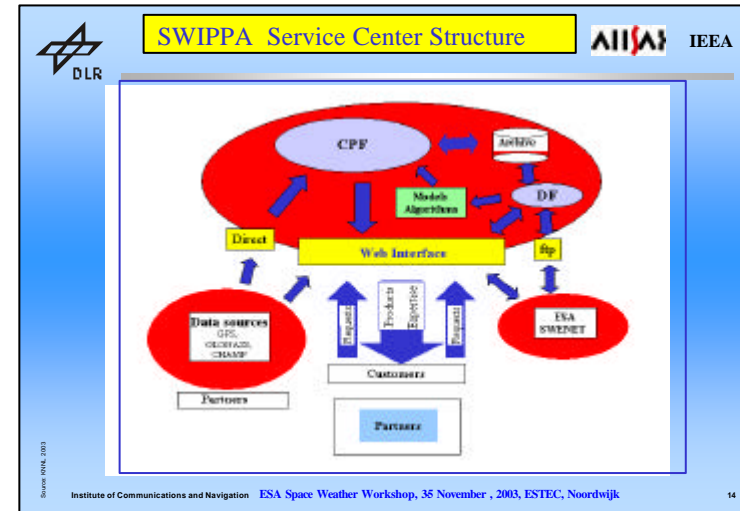 SWIPPA Service Center Structure
IEEA
DLR
CPF
Archive
Models
Algorithms
DF
Direct
Web Interface
ftp
Data sources
GPS,
GLONASS,
CHAMP
Requests
Products
Expertise
Requests
ESA
SWENET
Customers
Partners
Partners
Source: KNNL 2003
Institute of Communications and Navigation ESA Space Weather Workshop, 35 November , 2003, ESTEC, Noordwijk 14